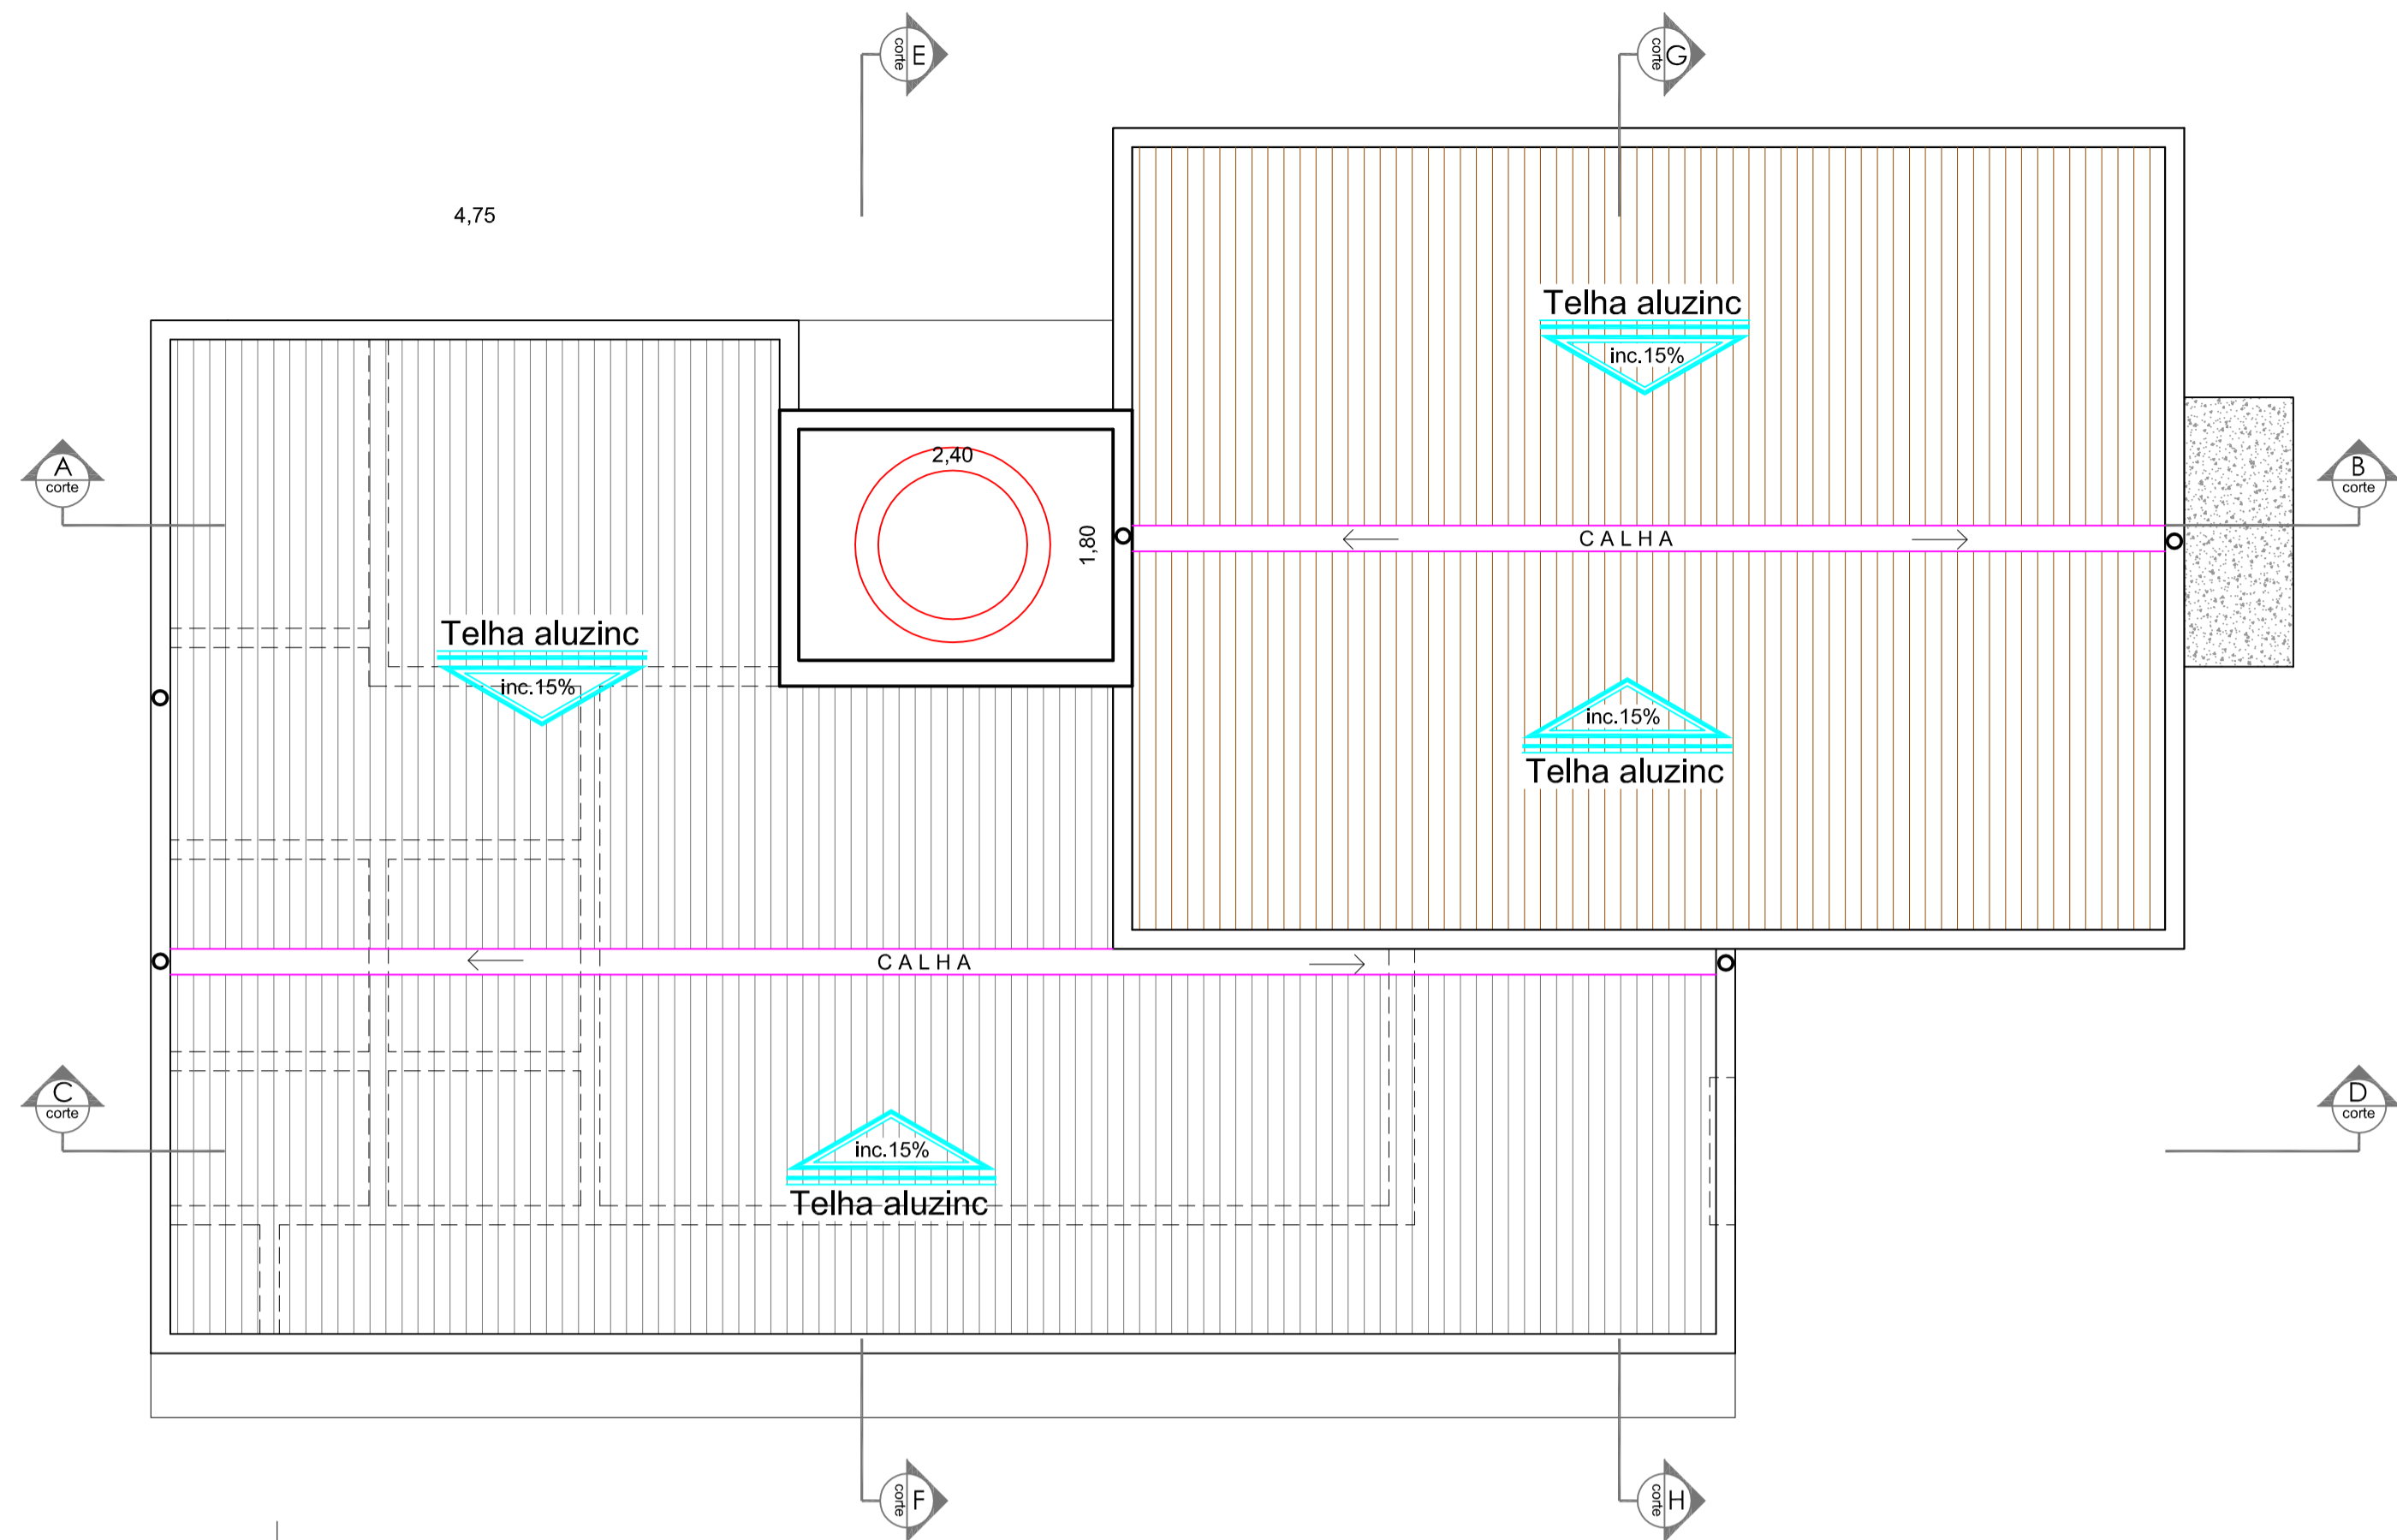 corte E
corte G
4,75
Telha aluzinc
inc.15%
A
corte
2,40
B
corte
1,80
CALHA
Telha aluzinc
inc.15%
inc.15%
Telha aluzinc
CALHA
C
corte
D
corte
inc.15%
Telha aluzinc
corte F
corte H